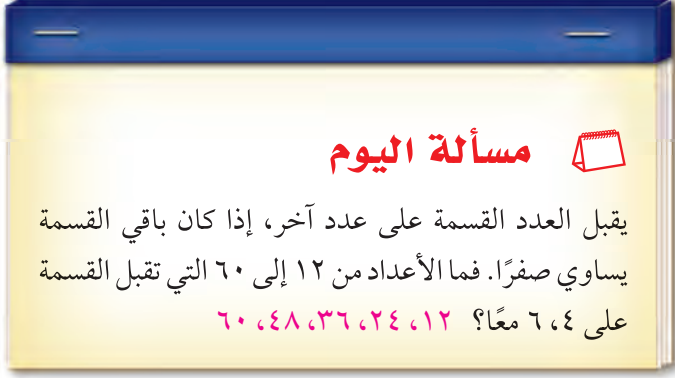 مسألة اليوم
يقبل العدد القسمة على عدد آخر، إذا كان باقي القسمة
يساوي صفرًا. فما الأعداد من ١٢ إلى ٦٠ التي تقبل القسمة
على ٤، ٦ معًا؟ ١٢، ٢٤، ٣٦، ٤٨، ٦٠